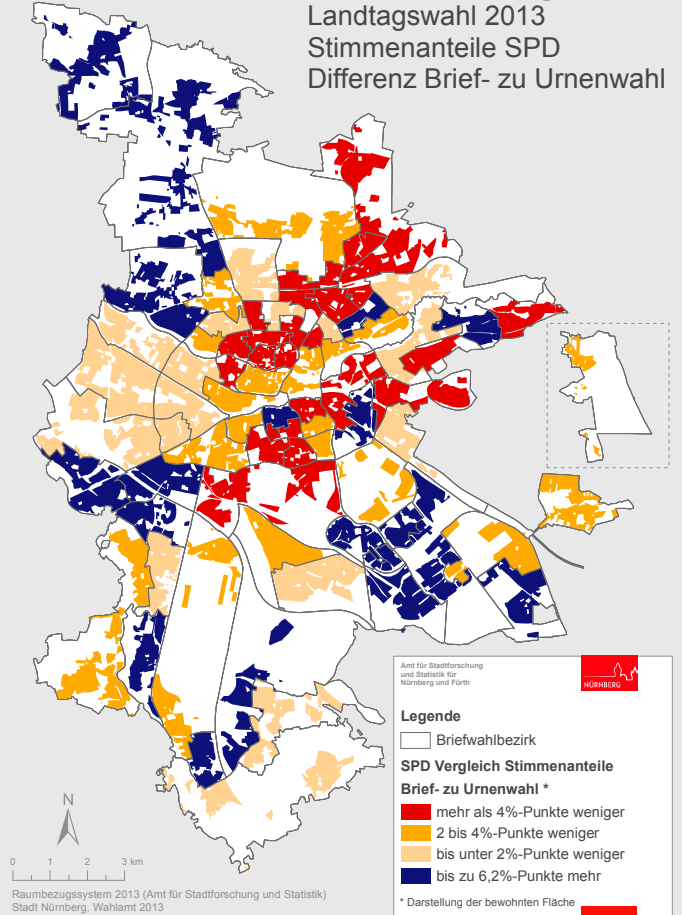 Landtagswahl 2013
Stimmenanteile SPD
Differenz Brief- zu Urnenwahl
Amt für Stadtforschung
und Statistik für
Nürnberg und Fürth
NÜRNBERG
Legende
Briefwahlbezirk
SPD Vergleich Stimmenanteile
Brief- zu Urnenwahl *
mehr als 4%-Punkte weniger
2 bis 4%-Punkte weniger
bis unter 2%-Punkte weniger
bis zu 6,2%-Punkte mehr
* Darstellung der bewohnten Fläche
N
0 1 2 3 km
Raumbezugssystem 2013 (Amt für Stadtforschung und Statistik)
Stadt Nürnberg, Wahlamt 2013